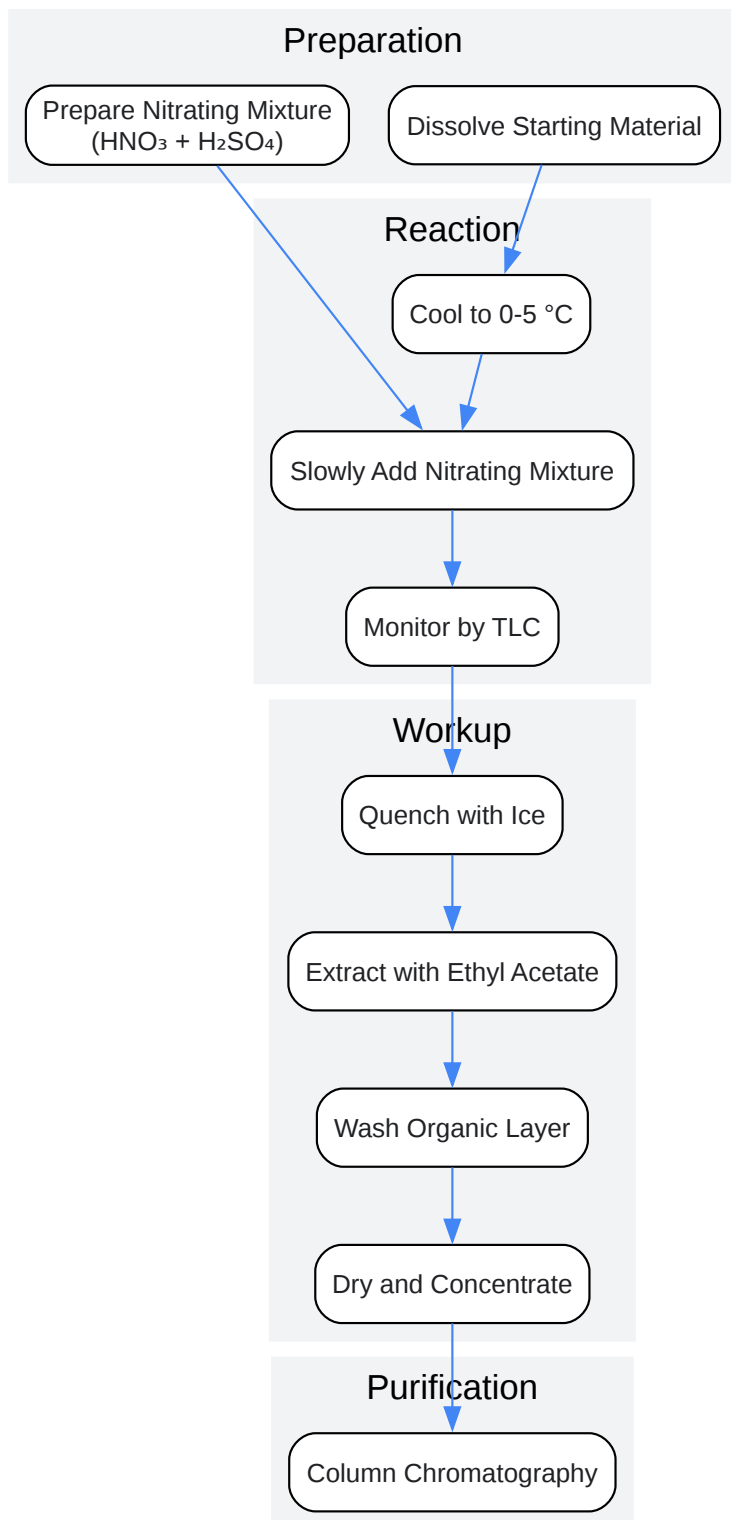 Preparation
Prepare Nitrating Mixture
(HNO₃ + H₂SO₄)
Dissolve Starting Material
Reaction
Cool to 0-5 °C
Slowly Add Nitrating Mixture
Monitor by TLC
Workup
Quench with Ice
Extract with Ethyl Acetate
Wash Organic Layer
Dry and Concentrate
Purification
Column Chromatography